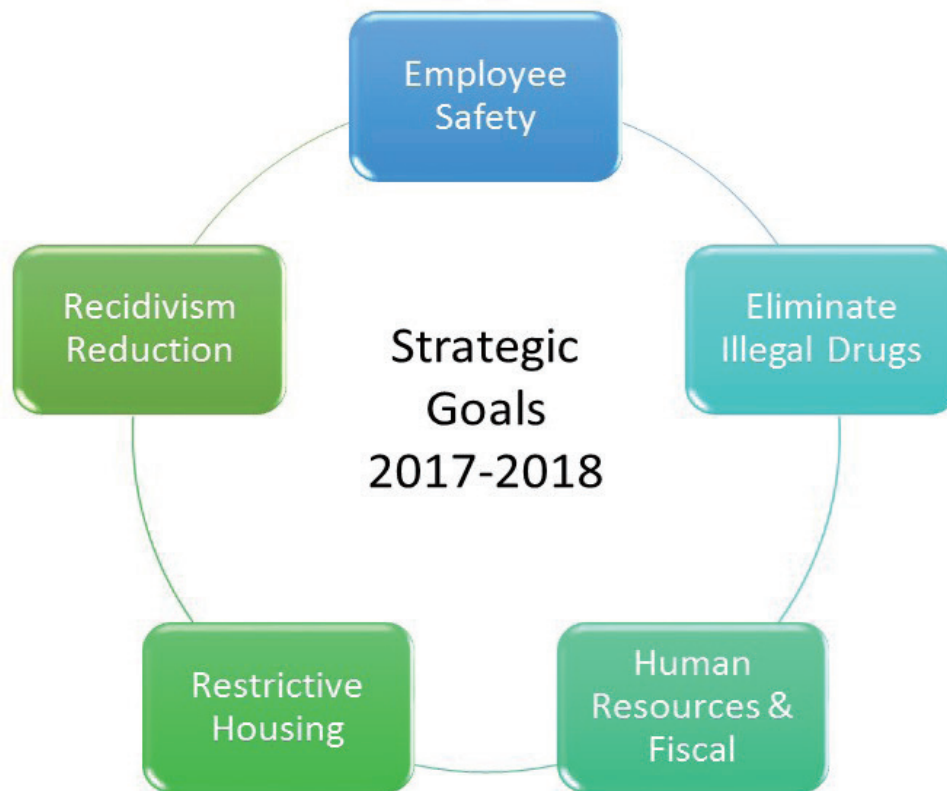 Employee
Safety
Eliminate
Illegal Drugs
Human
Resources &
Fiscal
Restrictive
Housing
Recidivism
Reduction
Strategic
Goals
2017-2018